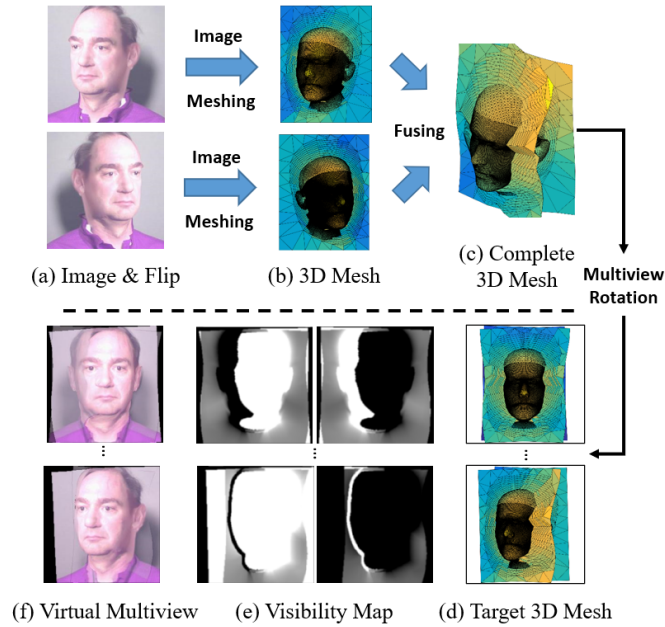 Image
Meshing
Fusing
Image
Meshing
(a) Image & Flip
(b) 3D Mesh
(c) Complete
3D Mesh
Multiview
Rotation
(f) Virtual Multiview
(e) Visibility Map
(d) Target 3D Mesh